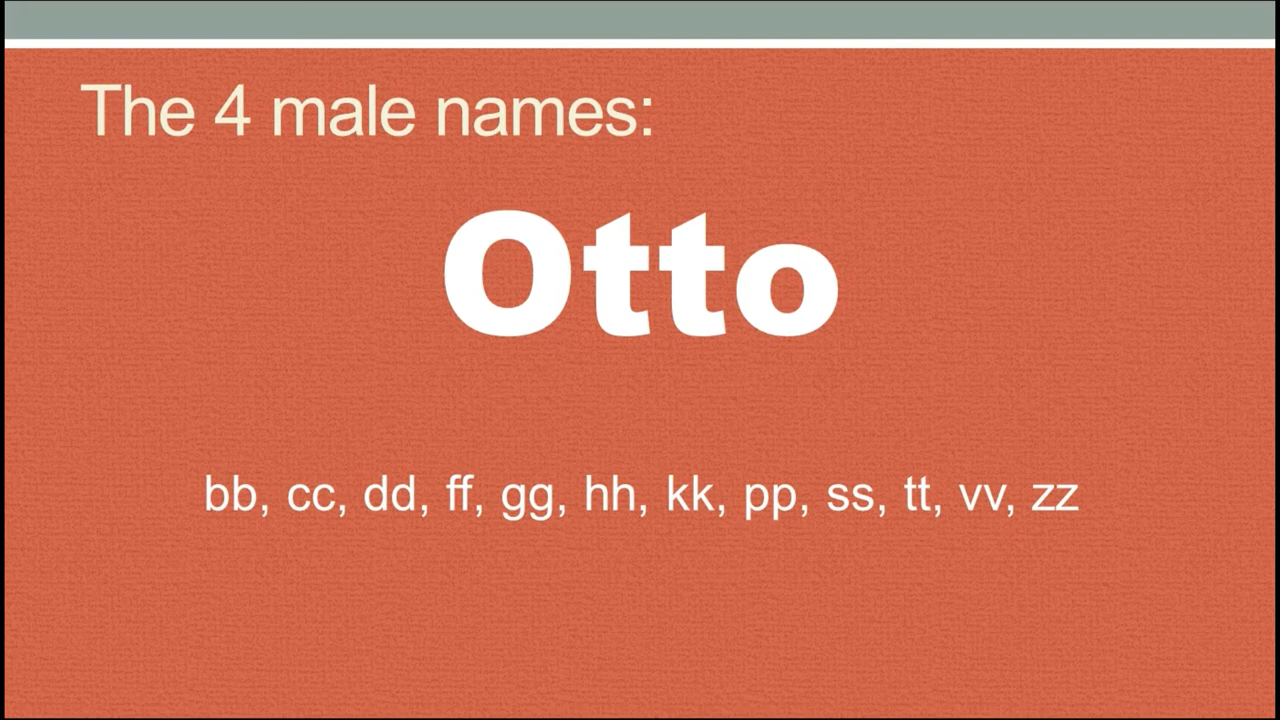 The 4 male names:
Otto
bb, cc, dd, ff, gg, hh, kk, pp, ss, tt, vv, zz